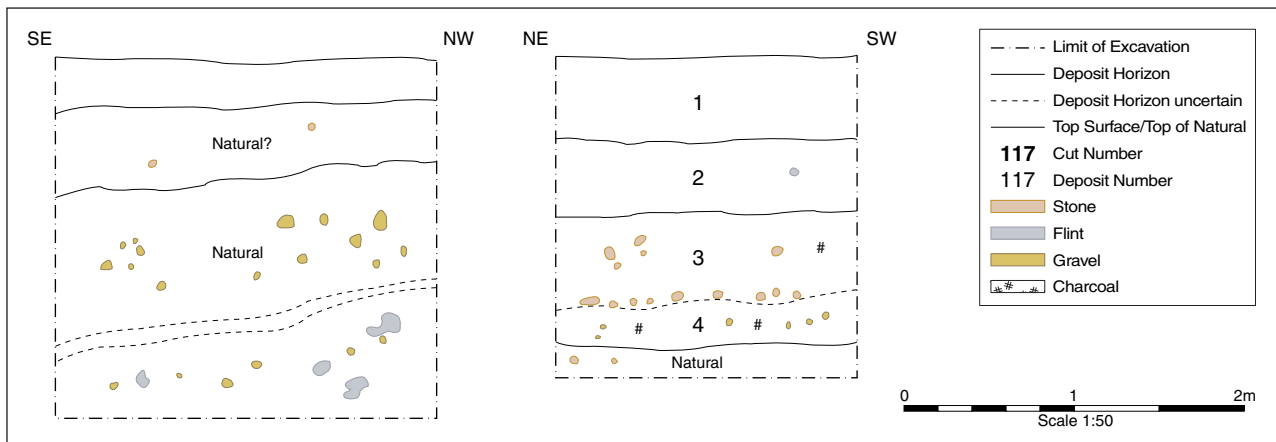 SE
NW
Natural?
Natural
NE
SW
1
2
3
#
#
4
#
Natural
Limit of Excavation
Deposit Horizon
Deposit Horizon uncertain
Top Surface/Top of Natural
117 Cut Number
117 Deposit Number
Stone
Flint
Gravel
# # # Charcoal
0 1 2m
Scale 1:50